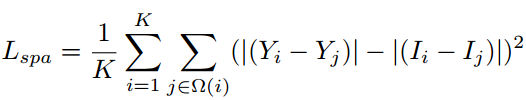 L_{spa} = \frac{1}{K} \sum_{i=1}^{K} \sum_{j \in \Omega(i)} (|(Y_i - Y_j)| - |(I_i - I_j)|)^2